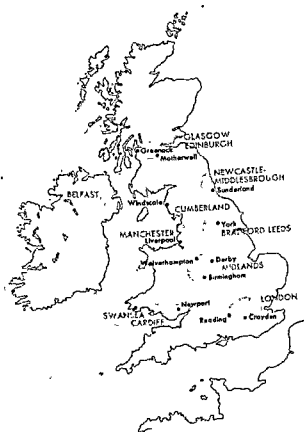 GLASGOW
EDINBURGH
Greenock
Motherwell
NEWCASTLE-
MIDDLESBROUGH
Sunderland
BELFAST
Windscale
CUMBERLAND
York
MANCHESTER
BRADFORD LEEDS
Liverpool
Wolverhampton
Derby
MIDLANDS
Birmingham
LONDON
Newport
SWANSEA
CARDIFF
Reading
Croydon